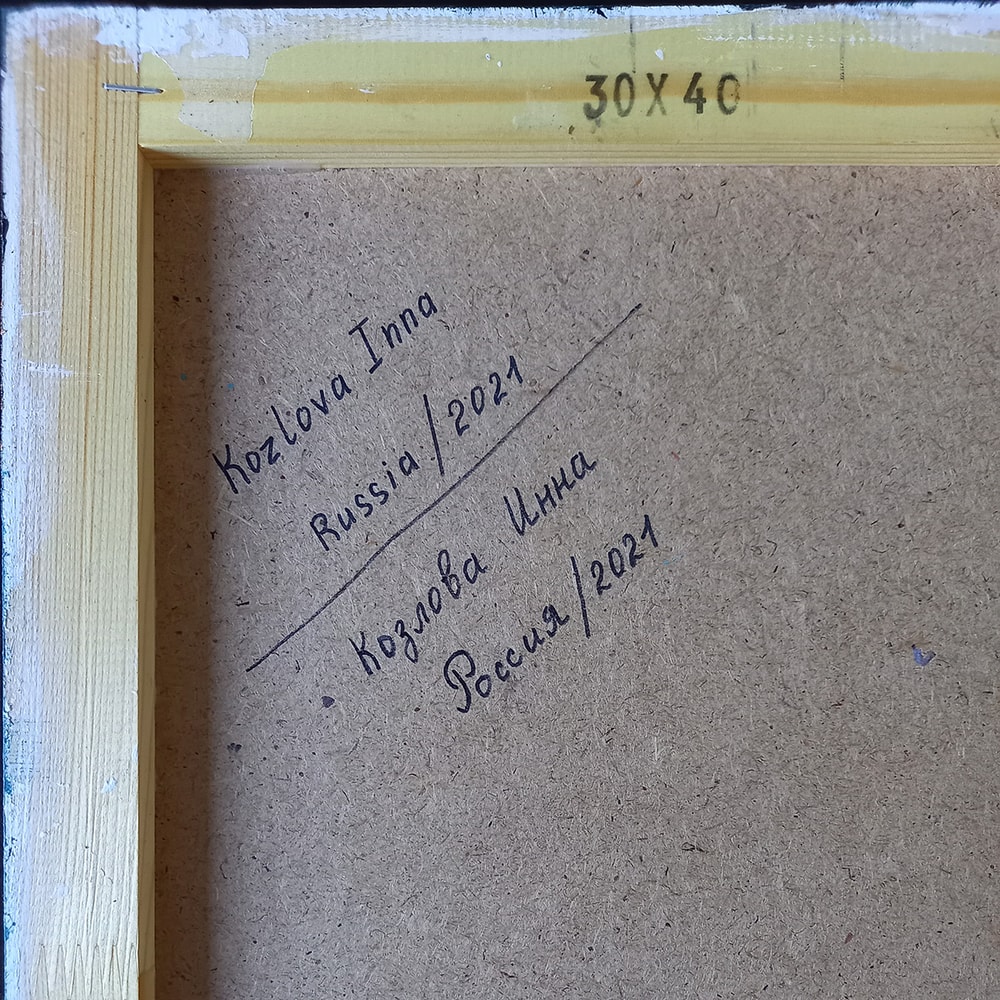 30X40
Kozlova Inna
Russia/2021
Козлова Инна
Россия/2021